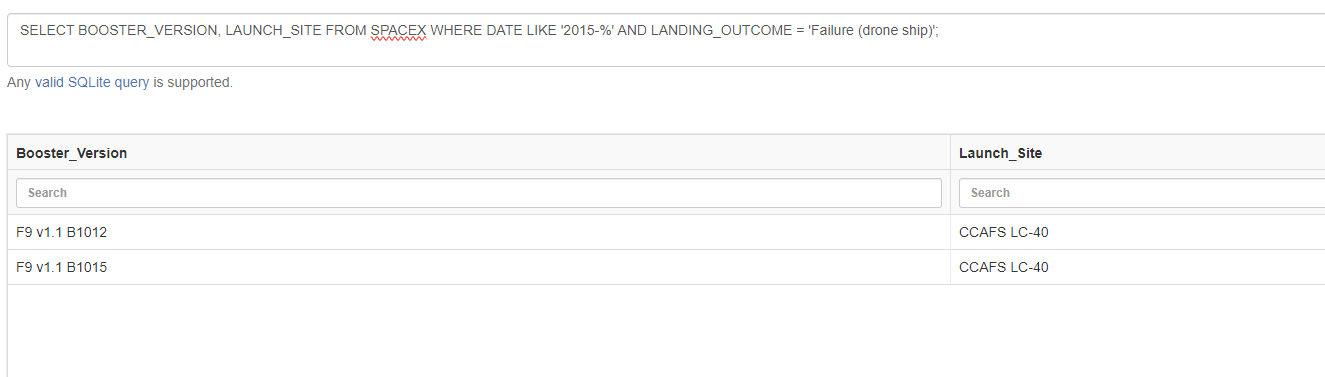 SELECT BOOSTER_VERSION, LAUNCH_SITE FROM SPACEX WHERE DATE LIKE '2015-%' AND LANDING_OUTCOME = 'Failure (drone ship)';
Any valid SQLite query is supported.
Booster_Version Launch_Site
Search Search
F9 v1.1 B1012 CCAFS LC-40
F9 v1.1 B1015 CCAFS LC-40